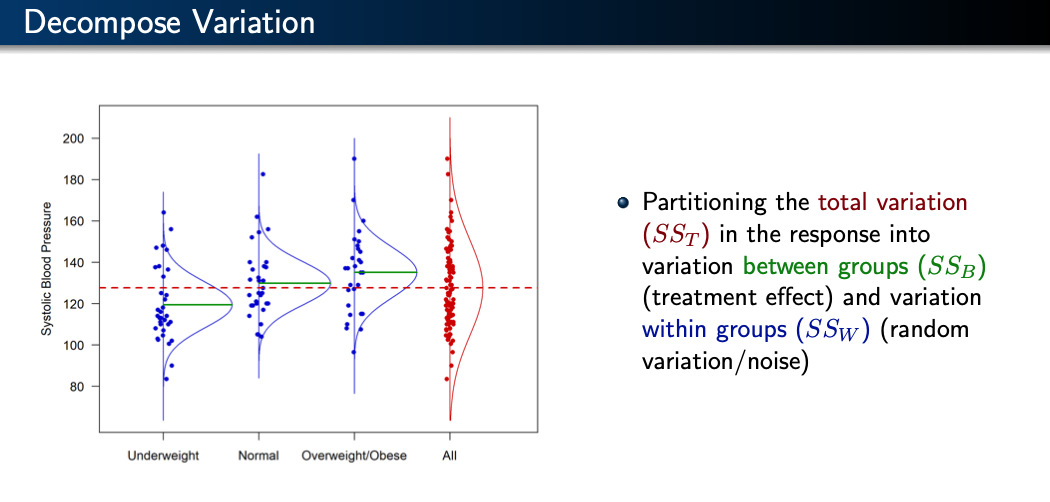 Decompose Variation
Systolic Blood Pressure
200
180
160
140
120
100
80
Underweight
Normal
Overweight/Obese
All
Partitioning the total variation
(SS_T) in the response into
variation between groups (SS_B)
(treatment effect) and variation
within groups (SS_W) (random
variation/noise)